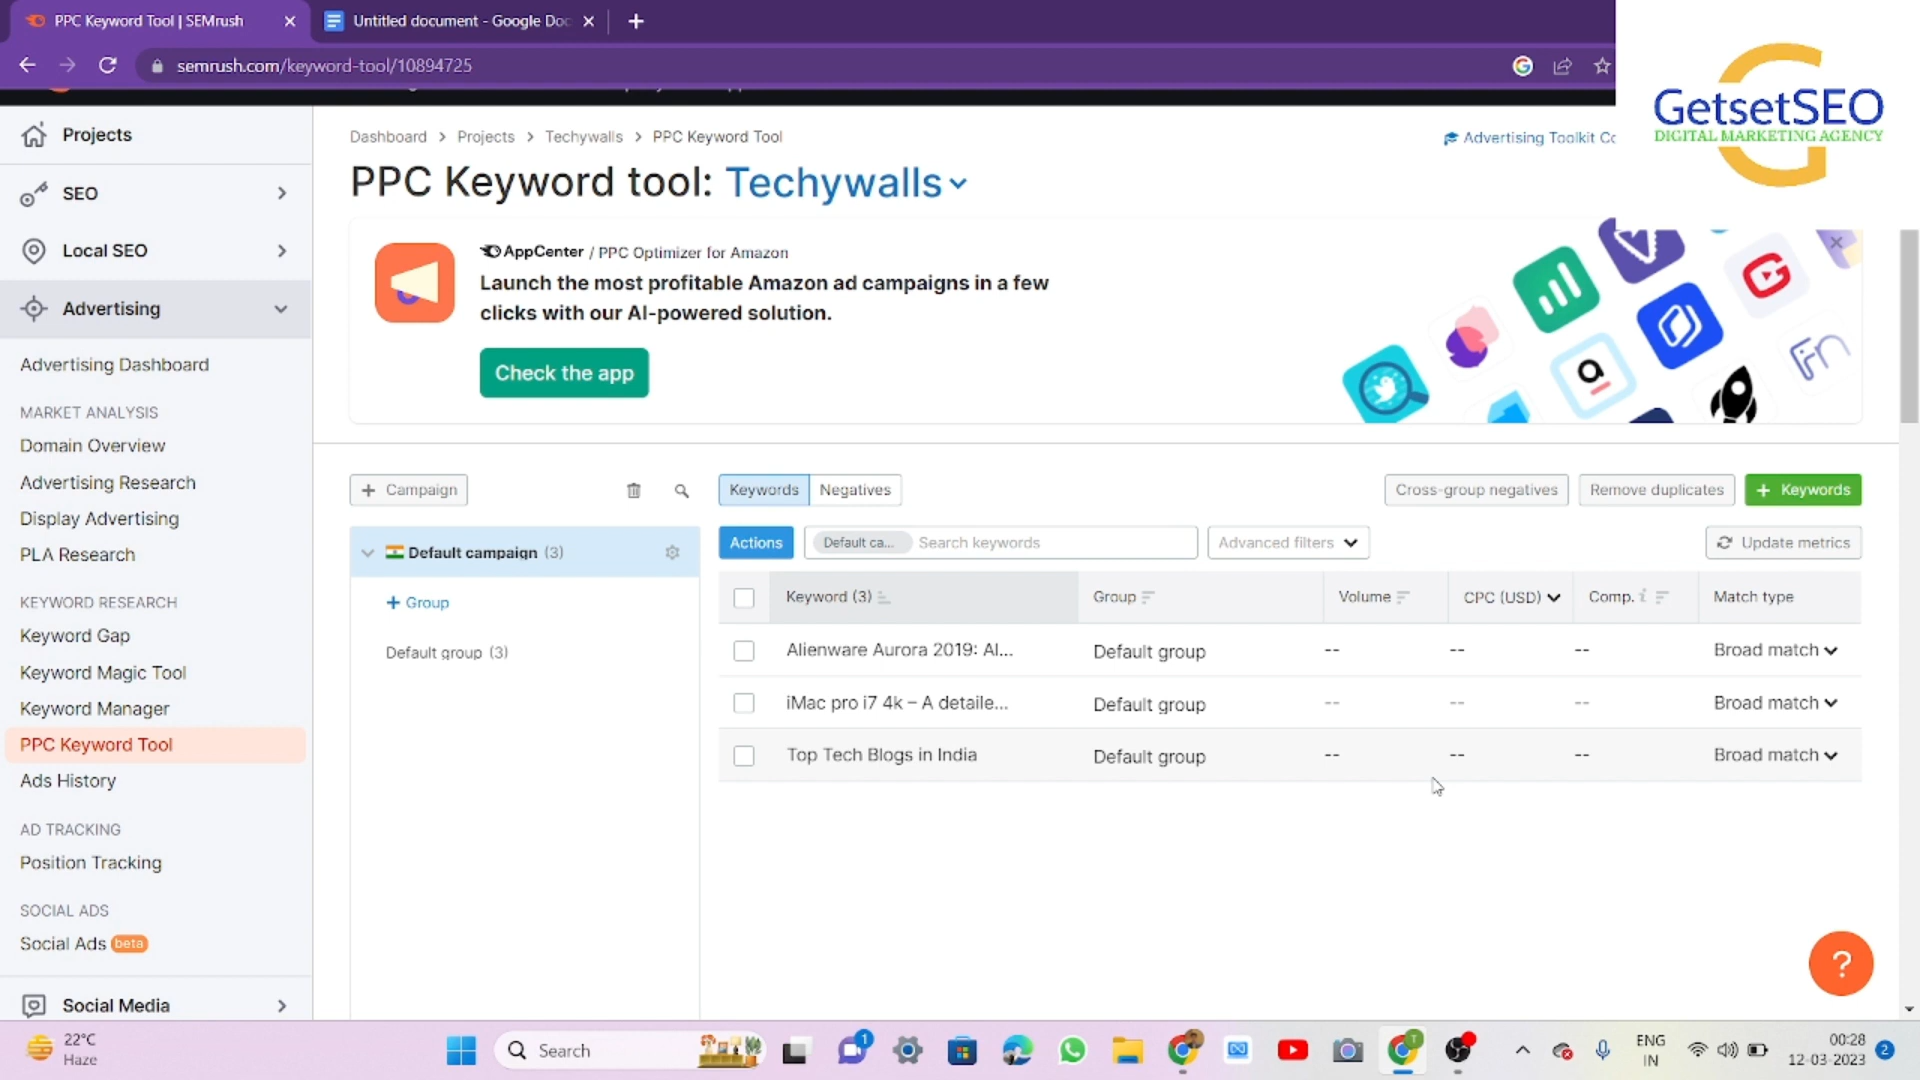 PPC Keyword Tool | SEMrush
Untitled document - Google Doc
semrush.com/keyword-tool/10894725
GetsetSEO
DIGITAL MARKETING AGENCY
Projects
SEO
Local SEO
Advertising
Advertising Dashboard
MARKET ANALYSIS
Domain Overview
Advertising Research
Display Advertising
PLA Research
KEYWORD RESEARCH
Keyword Gap
Keyword Magic Tool
Keyword Manager
PPC Keyword Tool
Ads History
AD TRACKING
Position Tracking
SOCIAL ADS
Social Ads beta
Social Media
Dashboard > Projects > Techywalls > PPC Keyword Tool
Advertising Toolkit Co
PPC Keyword tool: Techywalls
AppCenter / PPC Optimizer for Amazon
Launch the most profitable Amazon ad campaigns in a few
clicks with our AI-powered solution.
Check the app
+ Campaign
Keywords Negatives
Cross-group negatives Remove duplicates + Keywords
Default campaign (3)
+ Group
Default group (3)
Actions Default ca... Search keywords Advanced filters Update metrics
Keyword (3) Group Volume CPC (USD) Comp. i Match type
Alienware Aurora 2019: Al... Default group -- -- -- Broad match
iMac pro i7 4k – A detaile... Default group -- -- -- Broad match
Top Tech Blogs in India Default group -- -- -- Broad match
?
22°C
Haze
Search
1
ENG
IN
00:28
12-03-2023
2